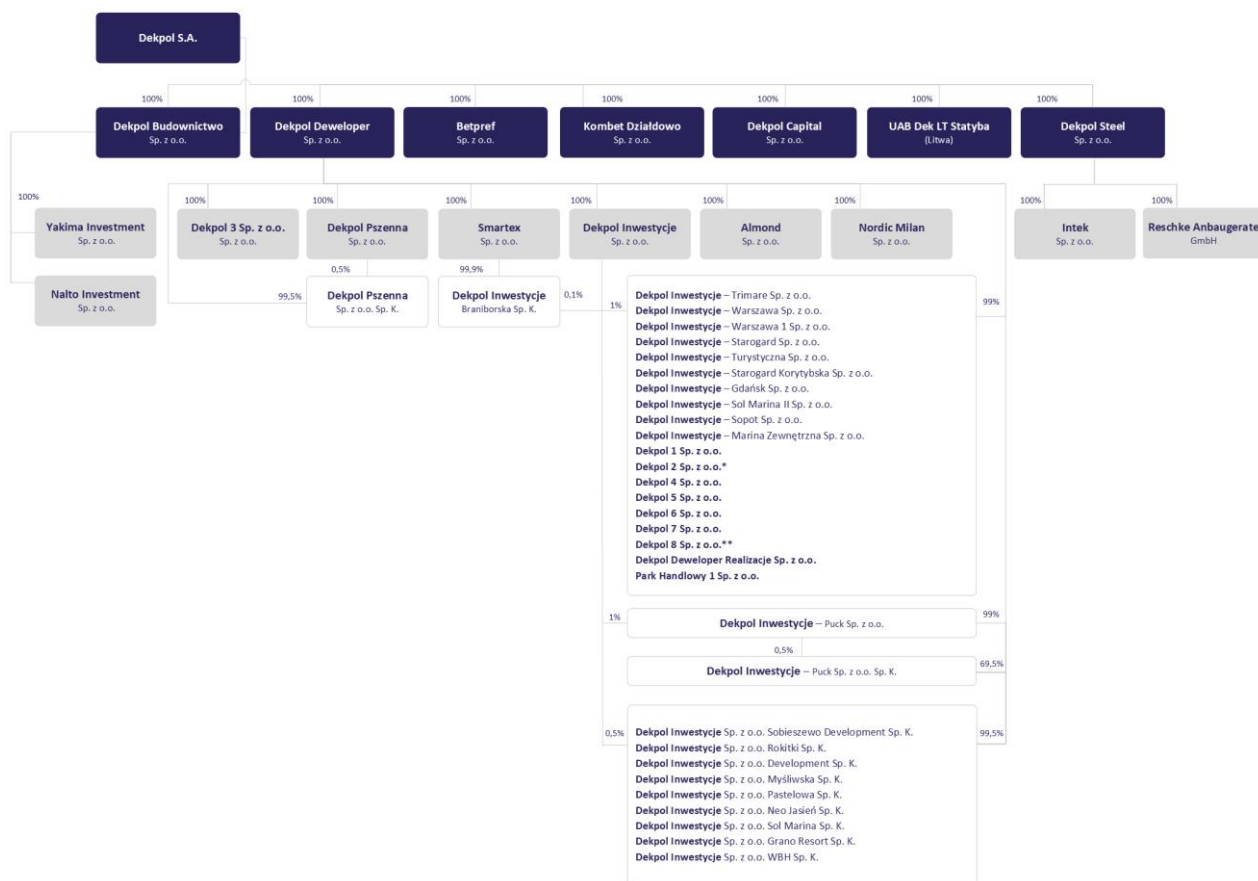 Dekpol S.A.
100%
100%
100%
100%
100%
100%
100%
Dekpol Budownictwo
Sp. z o.o.
Dekpol Deweloper
Sp. z o.o.
Betpref
Sp. z o.o.
Kombet Działdowo
Sp. z o.o.
Dekpol Capital
Sp. z o.o.
UAB Dek LT Statyba
(Litwa)
Dekpol Steel
Sp. z o.o.
100%
100%
100%
100%
100%
100%
100%
100%
100%
Yakima Investment
Sp. z o.o.
Dekpol 3 Sp. z o.o.
Sp. z o.o.
Dekpol Pszenna
Sp. z o.o.
Smartex
Sp. z o.o.
Dekpol Inwestycje
Sp. z o.o.
Almond
Sp. z o.o.
Nordic Milan
Sp. z o.o.
Intek
Sp. z o.o.
Reschke Anbaugerate
GmbH
0,5%
99,9%
Nalto Investment
Sp. z o.o.
99,5%
Dekpol Pszenna
Sp. z o.o. Sp. K.
Dekpol Inwestycje
Braniborska Sp. K.
0,1%
1%
99%
Dekpol Inwestycje – Trimare Sp. z o.o.
Dekpol Inwestycje – Warszawa Sp. z o.o.
Dekpol Inwestycje – Warszawa 1 Sp. z o.o.
Dekpol Inwestycje – Starogard Sp. z o.o.
Dekpol Inwestycje – Turystyczna Sp. z o.o.
Dekpol Inwestycje – Starogard Korytybska Sp. z o.o.
Dekpol Inwestycje – Gdańsk Sp. z o.o.
Dekpol Inwestycje – Sol Marina II Sp. z o.o.
Dekpol Inwestycje – Sopot Sp. z o.o.
Dekpol Inwestycje – Marina Zewnętrzna Sp. z o.o.
Dekpol 1 Sp. z o.o.
Dekpol 2 Sp. z o.o.*
Dekpol 4 Sp. z o.o.
Dekpol 5 Sp. z o.o.
Dekpol 6 Sp. z o.o.
Dekpol 7 Sp. z o.o.
Dekpol 8 Sp. z o.o.**
Dekpol Deweloper Realizacje Sp. z o.o.
Park Handlowy 1 Sp. z o.o.
1%
99%
Dekpol Inwestycje – Puck Sp. z o.o.
0,5%
69,5%
Dekpol Inwestycje – Puck Sp. z o.o. Sp. K.
0,5%
99,5%
Dekpol Inwestycje Sp. z o.o. Sobieszewo Development Sp. K.
Dekpol Inwestycje Sp. z o.o. Rokitki Sp. K.
Dekpol Inwestycje Sp. z o.o. Development Sp. K.
Dekpol Inwestycje Sp. z o.o. Myśliwska Sp. K.
Dekpol Inwestycje Sp. z o.o. Pastelowa Sp. K.
Dekpol Inwestycje Sp. z o.o. Neo Jasień Sp. K.
Dekpol Inwestycje Sp. z o.o. Sol Marina Sp. K.
Dekpol Inwestycje Sp. z o.o. Grano Resort Sp. K.
Dekpol Inwestycje Sp. z o.o. WBH Sp. K.